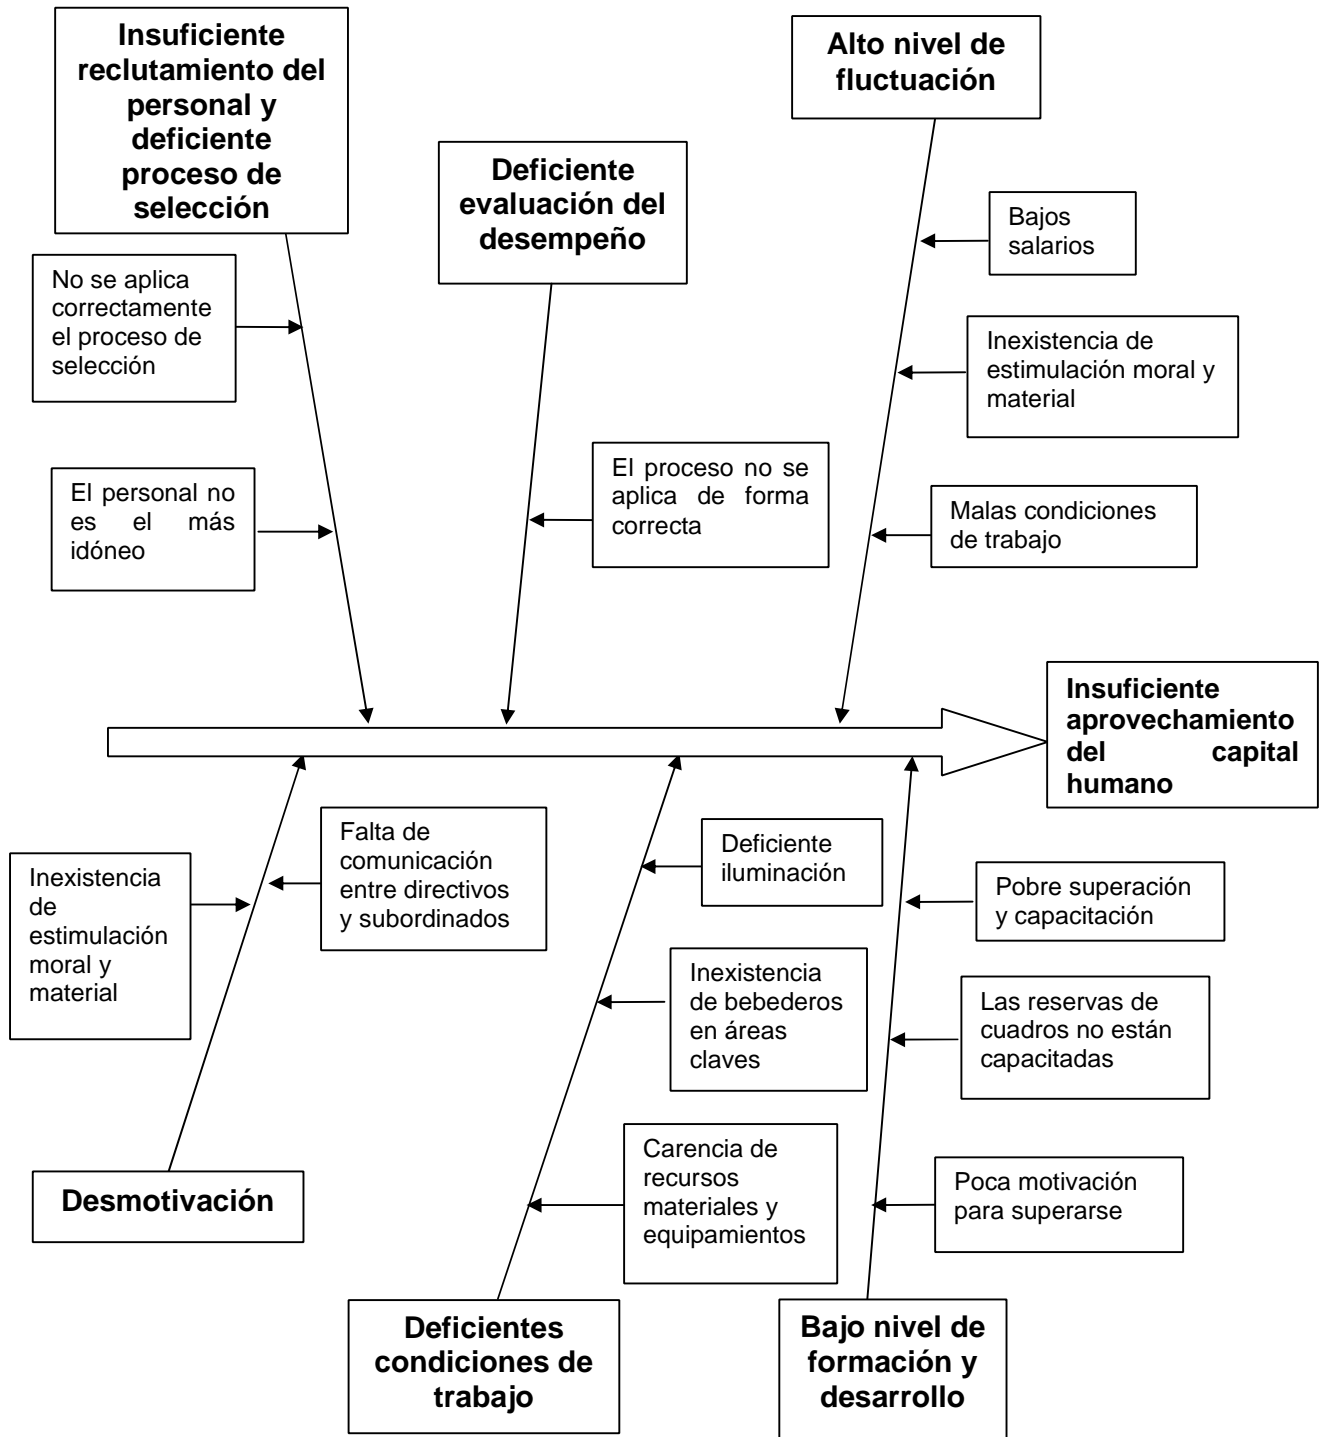 Insuficiente
reclutamiento del
personal y
deficiente
proceso de
selección
Alto nivel de
fluctuación
Deficiente
evaluación del
desempeño
Bajos
salarios
No se aplica
correctamente
el proceso de
selección
Inexistencia de
estimulación moral y
material
El proceso no se
aplica de forma
correcta
El personal no
es el más
idóneo
Malas condiciones
de trabajo
Insuficiente
aprovechamiento
del capital
humano
Falta de
comunicación
entre directivos
y subordinados
Deficiente
iluminación
Inexistencia
de
estimulación
moral y
material
Pobre superación
y capacitación
Inexistencia
de bebederos
en áreas
claves
Las reservas de
cuadros no están
capacitadas
Carencia de
recursos
materiales y
equipamientos
Poca motivación
para superarse
Desmotivación
Deficientes
condiciones de
trabajo
Bajo nivel de
formación y
desarrollo